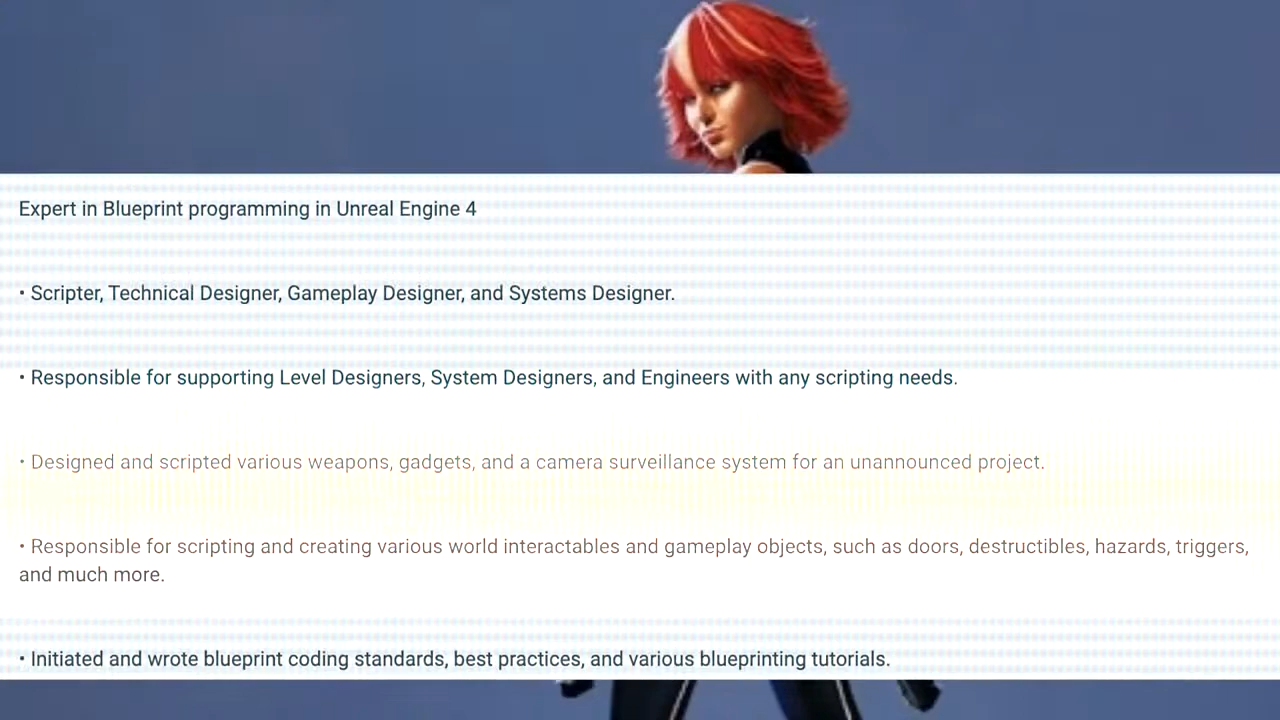 Expert in Blueprint programming in Unreal Engine 4
• Scripter, Technical Designer, Gameplay Designer, and Systems Designer.
• Responsible for supporting Level Designers, System Designers, and Engineers with any scripting needs.
• Designed and scripted various weapons, gadgets, and a camera surveillance system for an unannounced project.
• Responsible for scripting and creating various world interactables and gameplay objects, such as doors, destructibles, hazards, triggers,
and much more.
• Initiated and wrote blueprint coding standards, best practices, and various blueprinting tutorials.